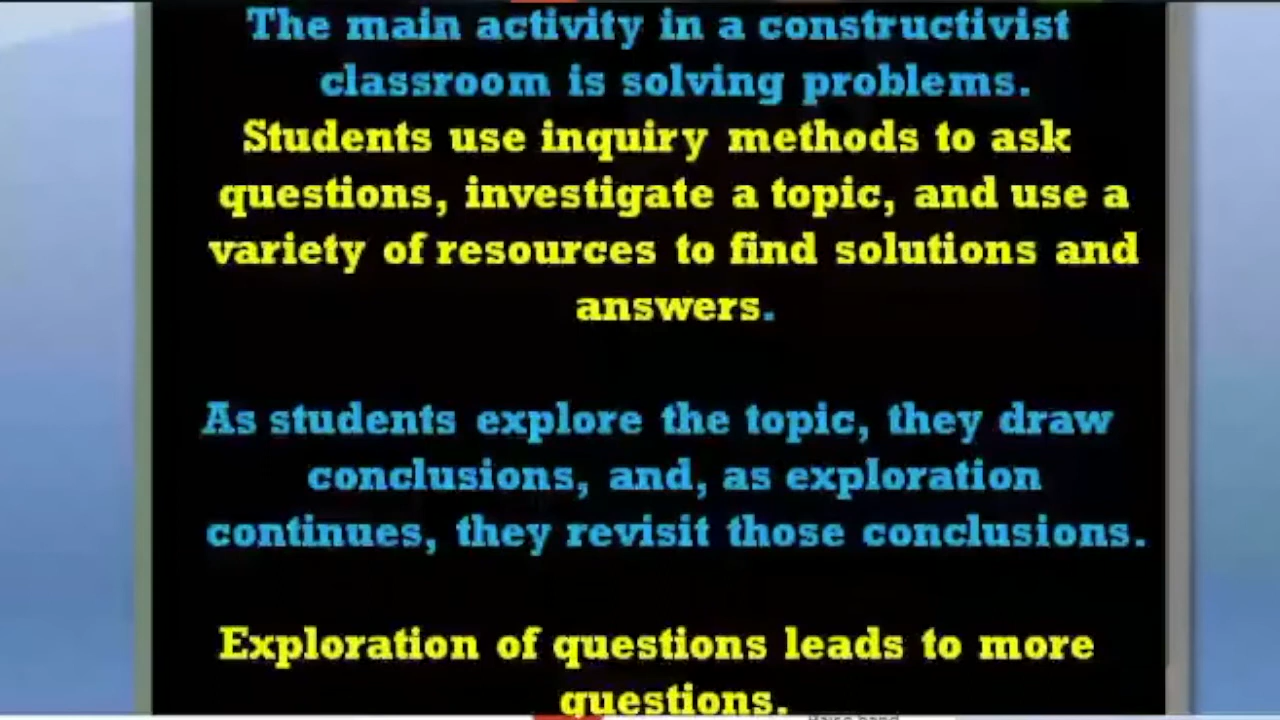 The main activity in a constructivist
classroom is solving problems.
Students use inquiry methods to ask
questions, investigate a topic, and use a
variety of resources to find solutions and
answers.
As students explore the topic, they draw
conclusions, and, as exploration
continues, they revisit those conclusions.
Exploration of questions leads to more
questions.